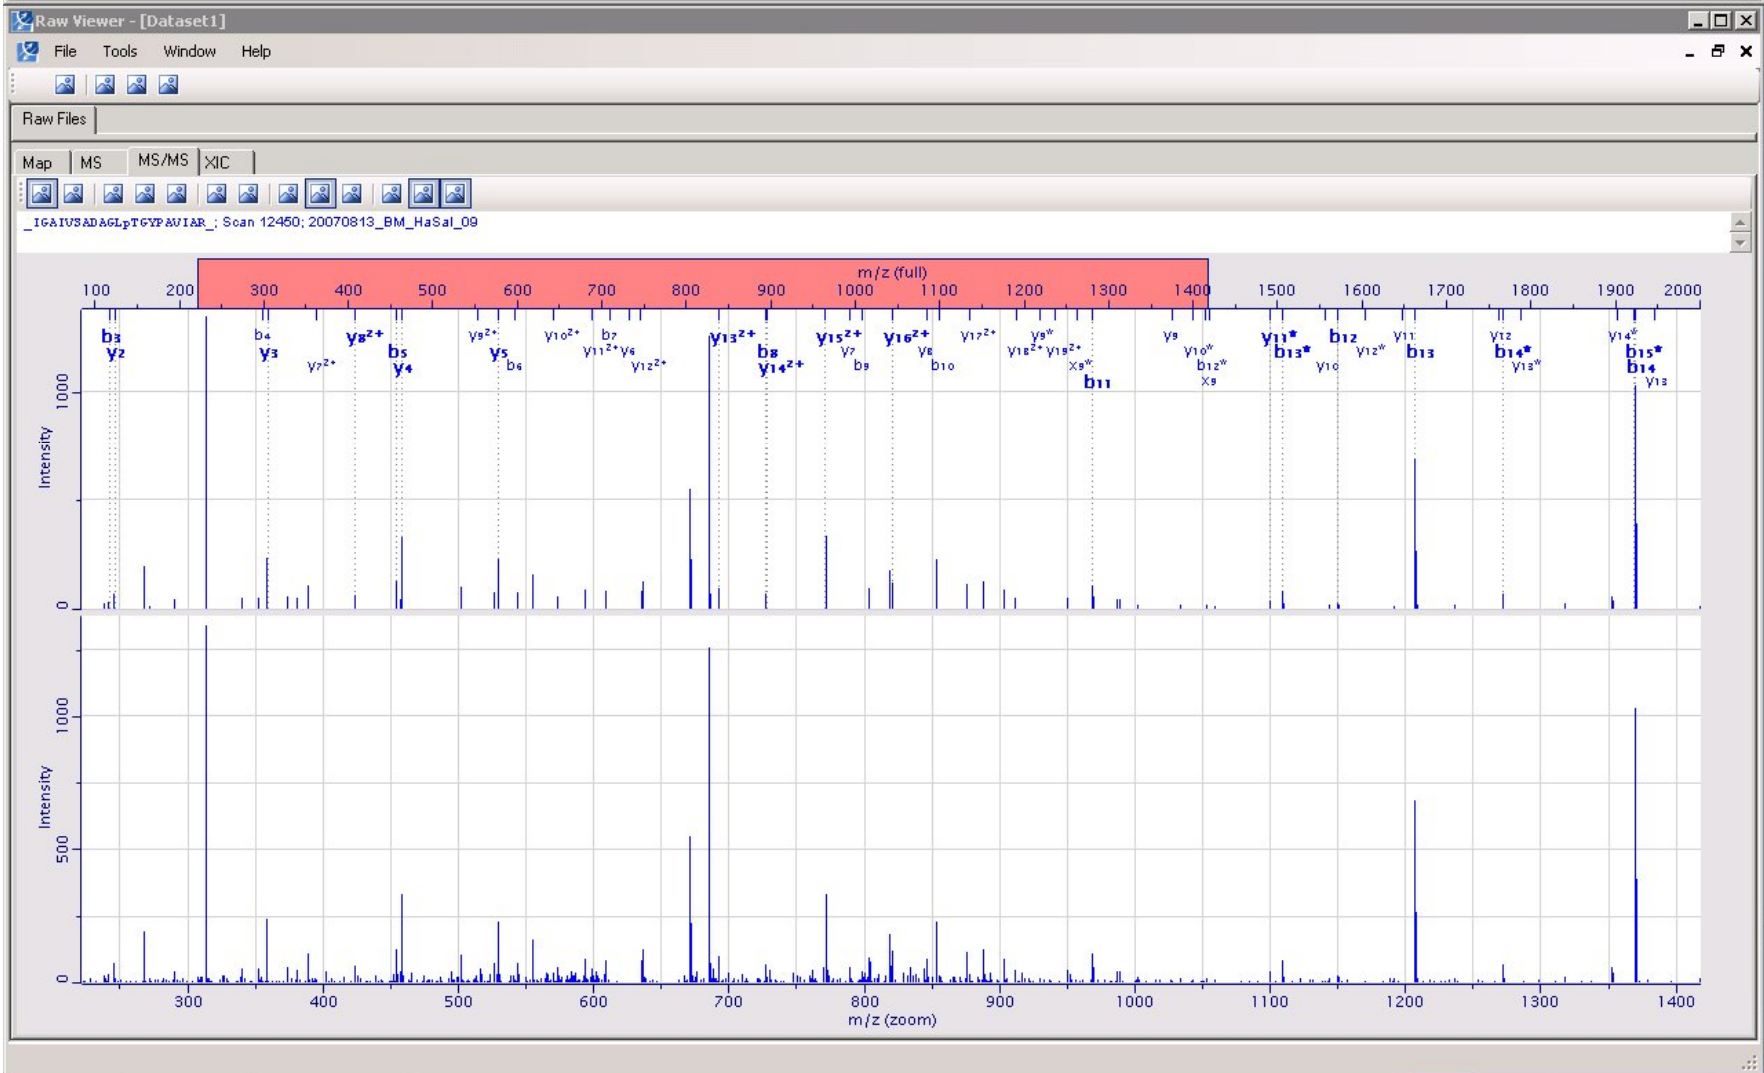 Raw Viewer - [Dataset1]
File Tools Window Help
Raw Files
Map MS MS/MS XIC
_IGAIVSADAGLpTGYPAVIAR_; Scan 12450; 20070813_BM_HaSal_09
m/z (full)
100 200 300 400 500 600 700 800 900 1000 1100 1200 1300 1400 1500 1600 1700 1800 1900 2000
b3 b4 y8²⁺ y9²⁺ y10²⁺ b7 y13²⁺ y15²⁺ y16²⁺ y17²⁺ y9* y9 y11* b12 y11 y12 y14*
y2 y3 b5 y5 y11²⁺ y6 b8 y7 y8 y18²⁺ y19²⁺ y10* b13* y12* b13 b14* b15*
y7²⁺ y4 b6 y12²⁺ y14²⁺ b9 b10 x9* b12* y10 y13* b14
b11 x9 y13
1000
Intensity
0
1000
Intensity
500
0
300 400 500 600 700 800 900 1000 1100 1200 1300 1400
m/z (zoom)